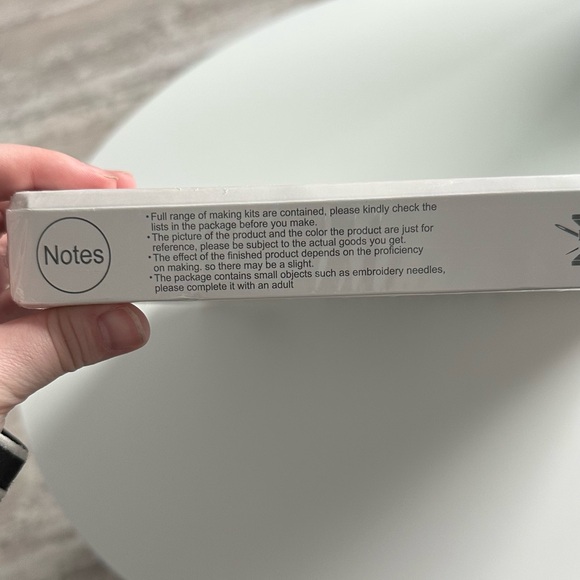 Notes
•Full range of making kits are contained, please kindly check the
lists in the package before you make.
•The picture of the product and the color the product are just for
reference, please be subject to the actual goods you get.
•The effect of the finished product depends on the proficiency
on making. so there may be a slight.
•The package contains small objects such as embroidery needles,
please complete it with an adult